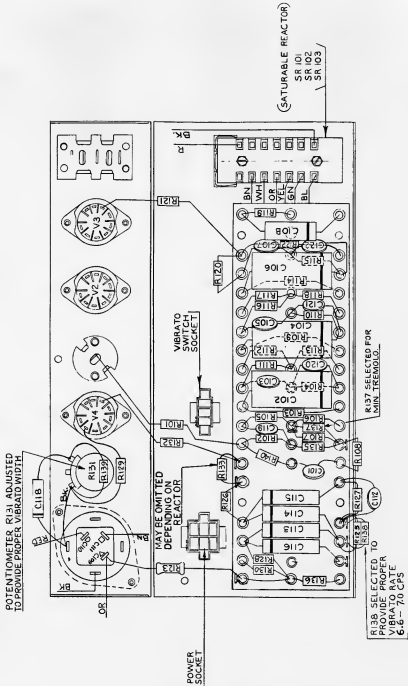 POTENTIOMETER R131 ADJUSTED
TO PROVIDE PROPER VIBRATO WIDTH
C118
RED
BK
BN
BK
OR
R131
R139
R129
V4
V2
V3
R123
R132
R101
R121
POWER
SOCKET
MAY BE OMITTED
DEPENDING ON
REACTOR
VIBRATO
SWITCH
SOCKET
R133
R120
R
BK.
BN
WH
OR
YEL
GN
BL
(SATURABLE REACTOR)
SR 101
SR 102
SR 103
R119
C108
C107
R122
R115
C106
R114
R117
R118
R116
C121
R110
C105
C104
R109
R112
R113
R111
C120
C103
R104
C102
R103
R105
R106
C119
R137
R102
R107
R135
R108
R140
C101
R126
C115
C114
C113
C116
R128
R130
R136
R127
C112
R125
R138
R137 SELECTED FOR
MIN TREMOLO.
R138 SELECTED TO
PROVIDE PROPER
VIBRATO RATE
6.6 - 7.0 CPS